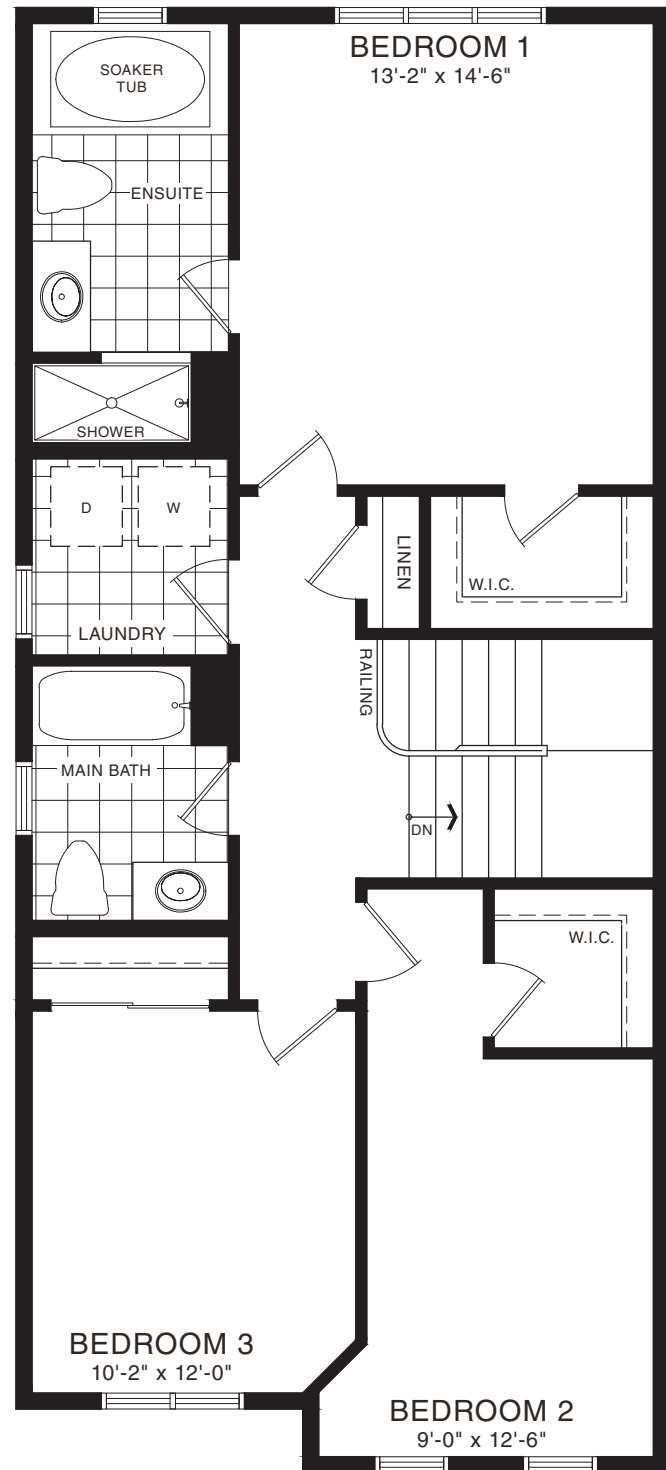 BEDROOM 1
13'-2" x 14'-6"
SOAKER
TUB
ENSUITE
SHOWER
D
W
LINEN
W.I.C.
LAUNDRY
RAILING
MAIN BATH
DN
W.I.C.
BEDROOM 3
10'-2" x 12'-0"
BEDROOM 2
9'-0" x 12'-6"